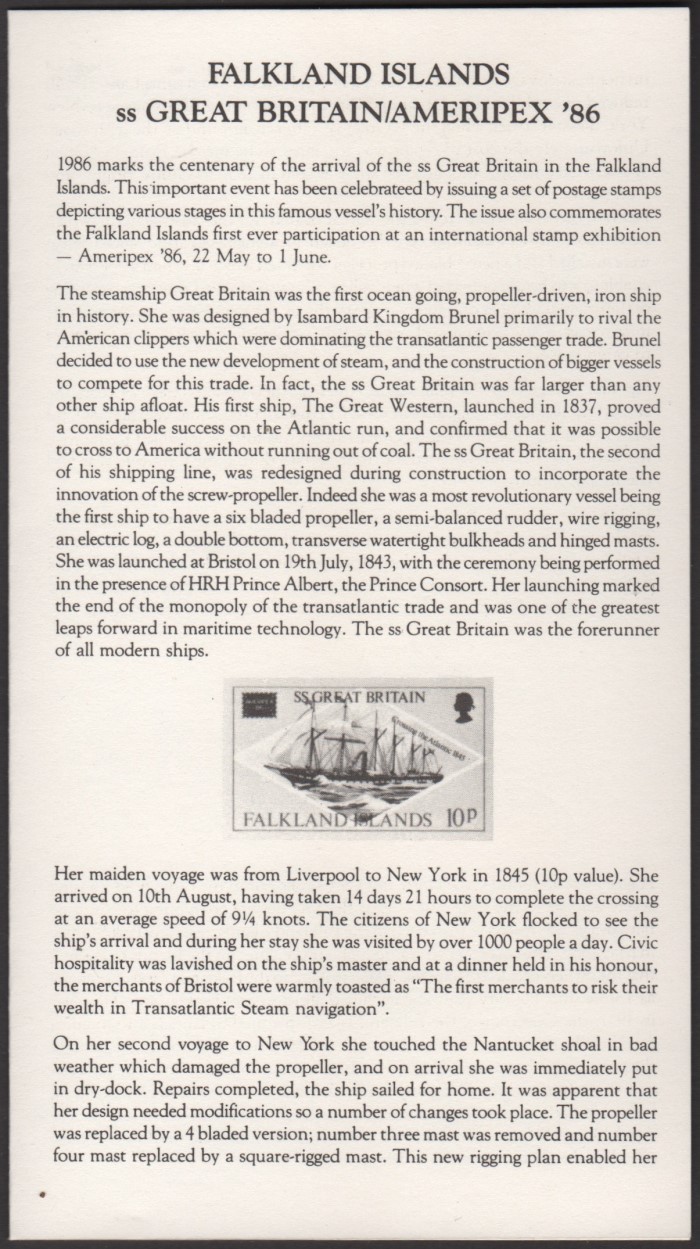 FALKLAND ISLANDS
ss GREAT BRITAIN/AMERIPEX ’86
1986 marks the centenary of the arrival of the ss Great Britain in the Falkland
Islands. This important event has been celebrateed by issuing a set of postage stamps
depicting various stages in this famous vessel’s history. The issue also commemorates
the Falkland Islands first ever participation at an international stamp exhibition
— Ameripex ’86, 22 May to 1 June.
The steamship Great Britain was the first ocean going, propeller-driven, iron ship
in history. She was designed by Isambard Kingdom Brunel primarily to rival the
American clippers which were dominating the transatlantic passenger trade. Brunel
decided to use the new development of steam, and the construction of bigger vessels
to compete for this trade. In fact, the ss Great Britain was far larger than any
other ship afloat. His first ship, The Great Western, launched in 1837, proved
a considerable success on the Atlantic run, and confirmed that it was possible
to cross to America without running out of coal. The ss Great Britain, the second
of his shipping line, was redesigned during construction to incorporate the
innovation of the screw-propeller. Indeed she was a most revolutionary vessel being
the first ship to have a six bladed propeller, a semi-balanced rudder, wire rigging,
an electric log, a double bottom, transverse watertight bulkheads and hinged masts.
She was launched at Bristol on 19th July, 1843, with the ceremony being performed
in the presence of HRH Prince Albert, the Prince Consort. Her launching marked
the end of the monopoly of the transatlantic trade and was one of the greatest
leaps forward in maritime technology. The ss Great Britain was the forerunner
of all modern ships.
SS GREAT BRITAIN
Crossing the Atlantic 1845
FALKLAND ISLANDS 10P
Her maiden voyage was from Liverpool to New York in 1845 (10p value). She
arrived on 10th August, having taken 14 days 21 hours to complete the crossing
at an average speed of 9¼ knots. The citizens of New York flocked to see the
ship’s arrival and during her stay she was visited by over 1000 people a day. Civic
hospitality was lavished on the ship’s master and at a dinner held in his honour,
the merchants of Bristol were warmly toasted as “The first merchants to risk their
wealth in Transatlantic Steam navigation”.
On her second voyage to New York she touched the Nantucket shoal in bad
weather which damaged the propeller, and on arrival she was immediately put
in dry-dock. Repairs completed, the ship sailed for home. It was apparent that
her design needed modifications so a number of changes took place. The propeller
was replaced by a 4 bladed version; number three mast was removed and number
four mast replaced by a square-rigged mast. This new rigging plan enabled her